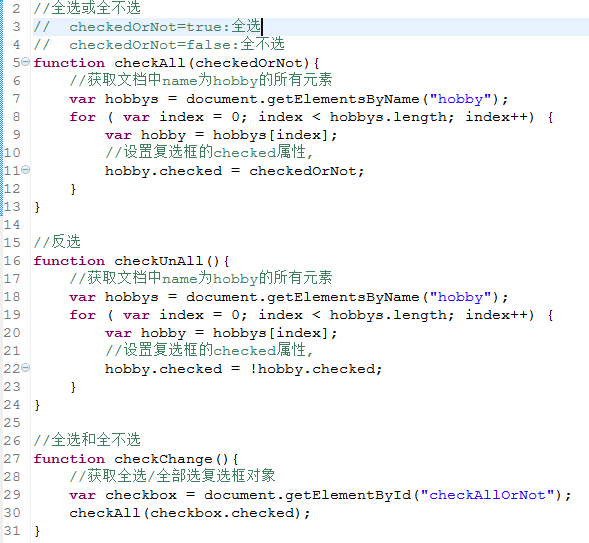 2 //全选或全不选
3 //  checkedOrNot=true:全选
4 //  checkedOrNot=false:全不选
5 function checkAll(checkedOrNot){
6     //获取文档中name为hobby的所有元素
7     var hobbys = document.getElementsByName("hobby");
8     for ( var index = 0; index < hobbys.length; index++) {
9         var hobby = hobbys[index];
10         //设置复选框的checked属性,
11         hobby.checked = checkedOrNot;
12     }
13 }
14
15 //反选
16 function checkUnAll(){
17     //获取文档中name为hobby的所有元素
18     var hobbys = document.getElementsByName("hobby");
19     for ( var index = 0; index < hobbys.length; index++) {
20         var hobby = hobbys[index];
21         //设置复选框的checked属性,
22         hobby.checked = !hobby.checked;
23     }
24 }
25
26 //全选和全不选
27 function checkChange(){
28     //获取全选/全部选复选框对象
29     var checkbox = document.getElementById("checkAllOrNot");
30     checkAll(checkbox.checked);
31 }